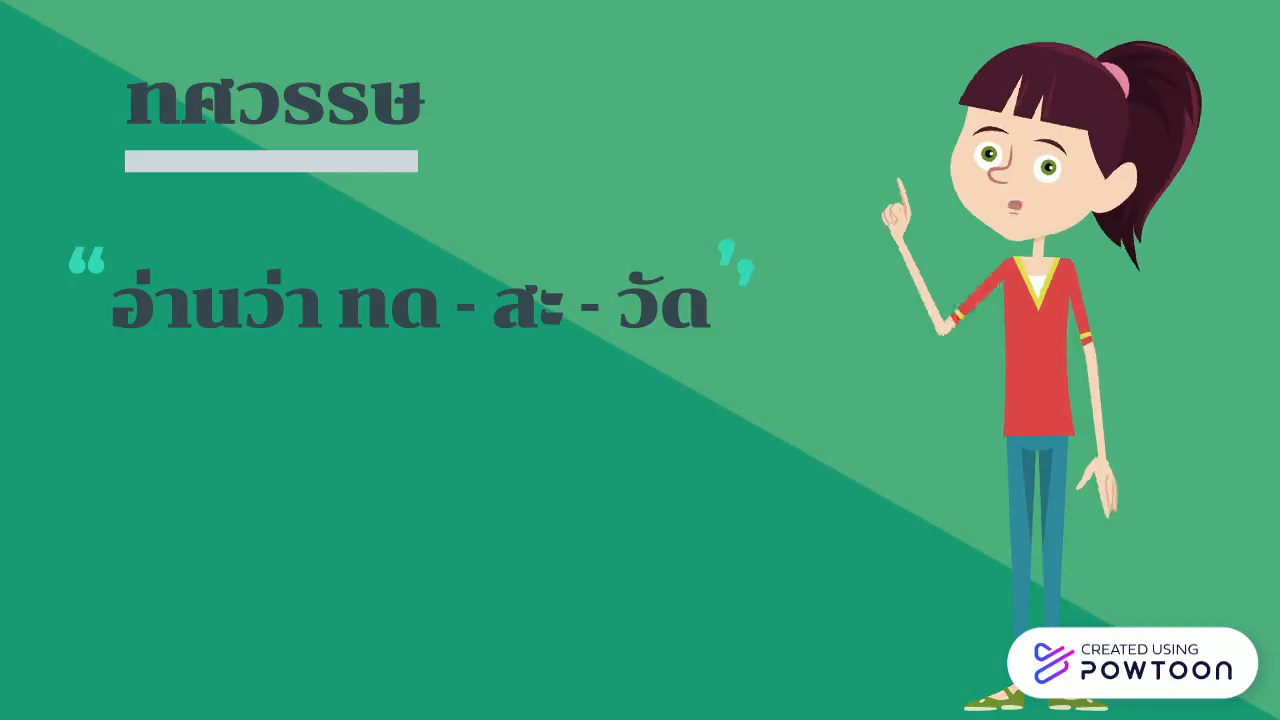 ทศวรรษ
“อ่านว่า ทด - สะ - วัด”
CREATED USING
POWTOON